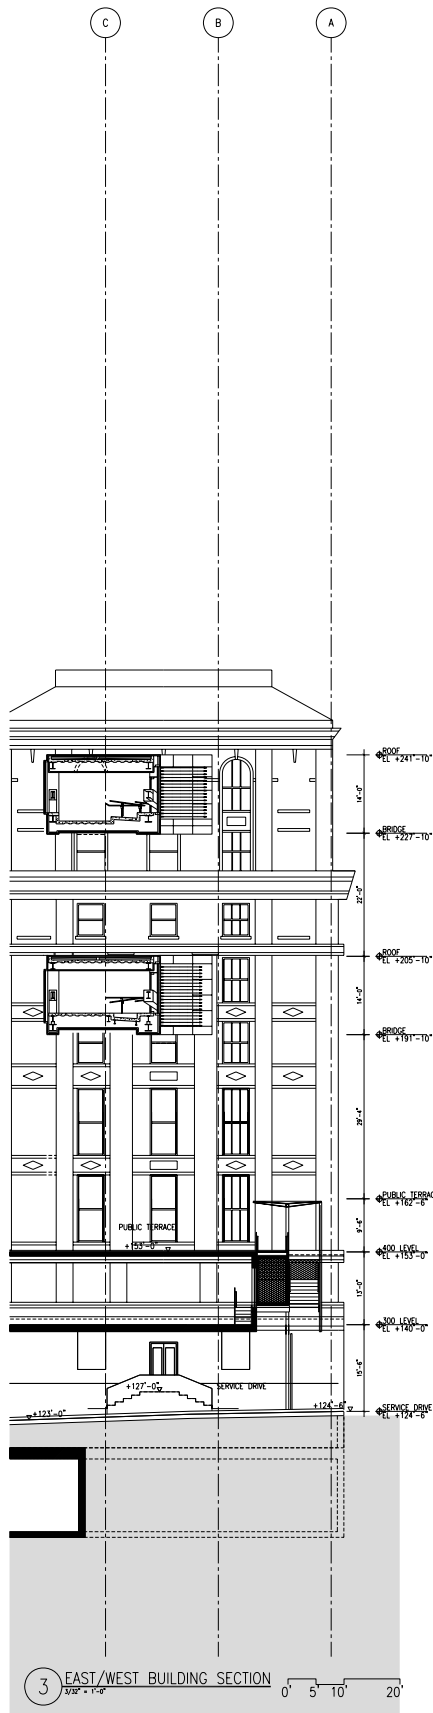 C
B
A
ROOF
EL +241'-10"
14'-0"
BRIDGE
EL +227'-10"
22'-0"
ROOF
EL +205'-10"
14'-0"
BRIDGE
EL +191'-10"
29'-4"
PUBLIC TERRAC
EL +162'-6"
9'-6"
PUBLIC TERRACE
+153'-0"
400 LEVEL
EL +153'-0"
13'-0"
300 LEVEL
EL +140'-0"
15'-6"
+127'-0"
SERVICE DRIVE
+123'-0"
+124'-6"
SERVICE DRIVE
EL +124'-6"
3
EAST/WEST BUILDING SECTION
3/32" = 1'-0"
0' 5' 10' 20'